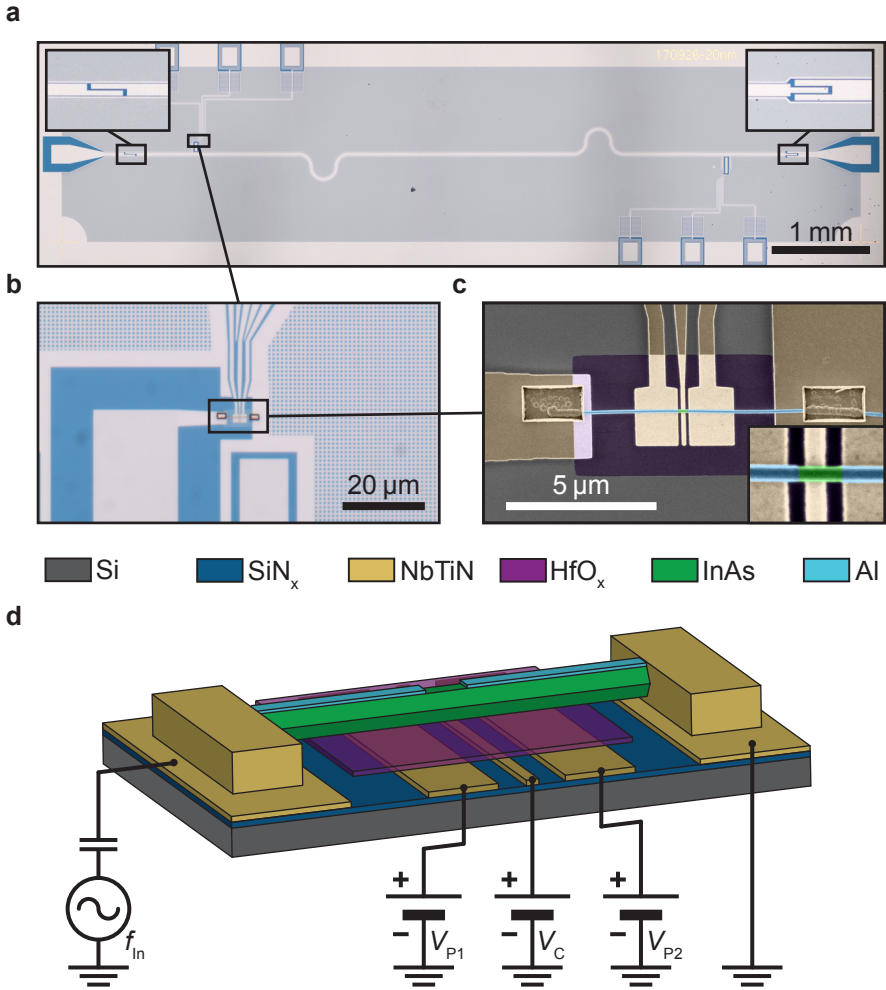 a
170926-20nm
1 mm
b
c
20 µm
5 µm
Si
SiNx
NbTiN
HfOx
InAs
Al
d
fIn
+
−
VP1
+
−
VC
+
−
VP2